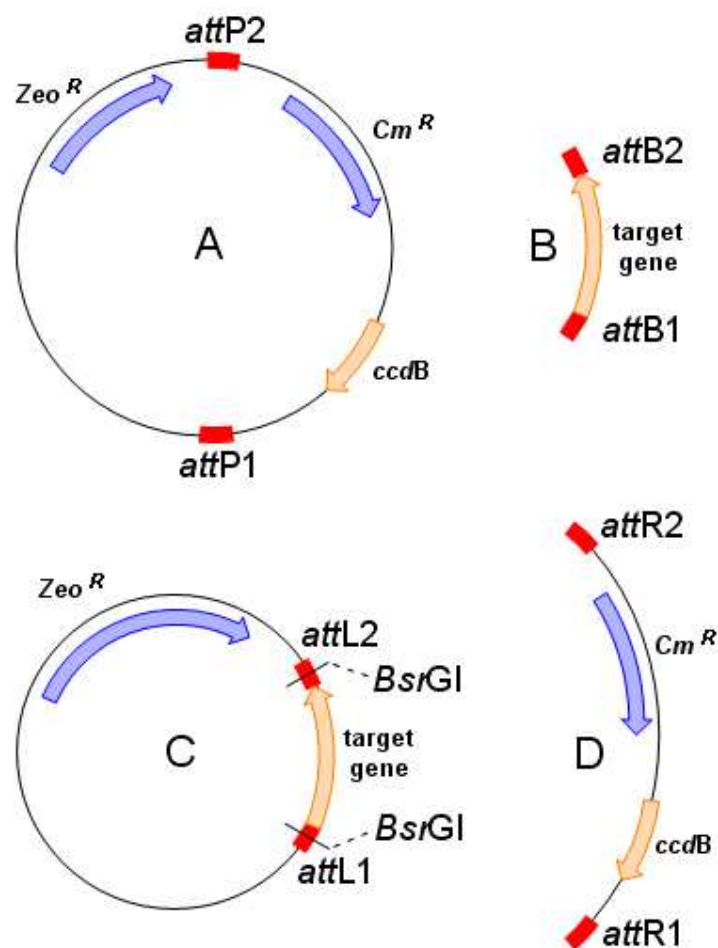 attP2
Zeo R
Cm R
A
ccdB
attP1
attB2
B
target
gene
attB1
Zeo R
attL2
BsrGI
C
target
gene
BsrGI
attL1
attR2
Cm R
D
ccdB
attR1